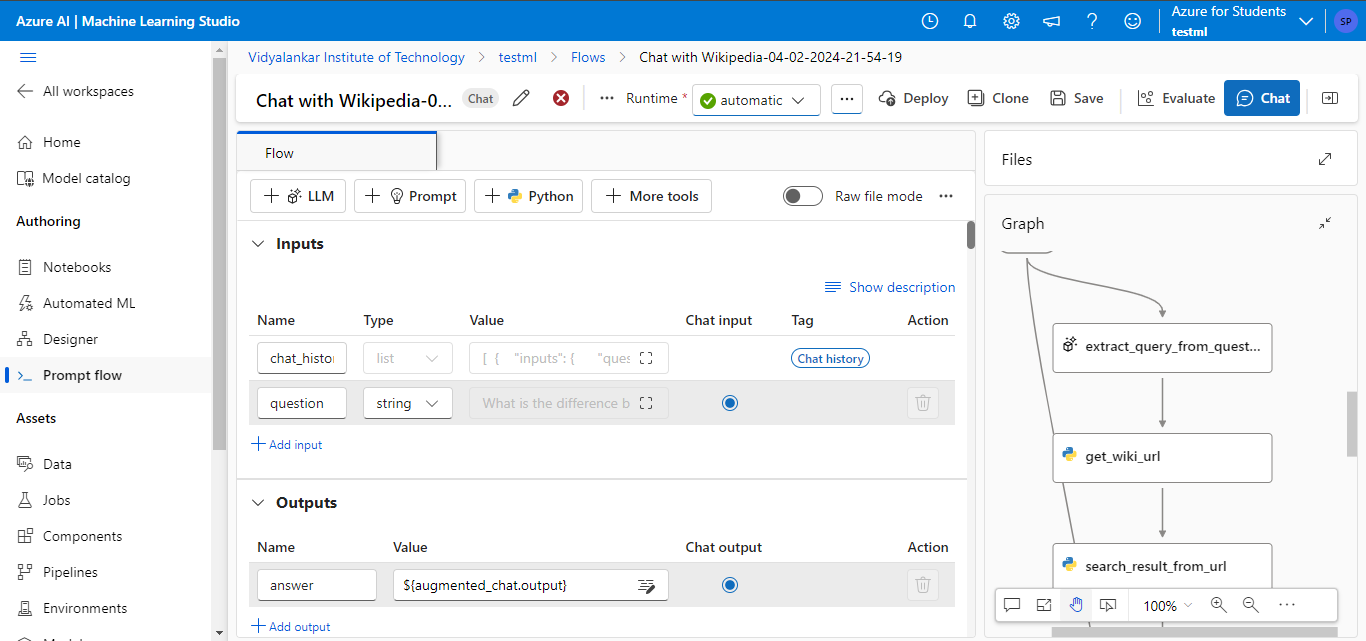 Azure AI | Machine Learning Studio
Azure for Students
testml
SP
All workspaces
Home
Model catalog
Authoring
Notebooks
Automated ML
Designer
Prompt flow
Assets
Data
Jobs
Components
Pipelines
Environments
Vidyalankar Institute of Technology > testml > Flows > Chat with Wikipedia-04-02-2024-21-54-19
Chat with Wikipedia-0... Chat
Runtime * automatic
Deploy Clone Save Evaluate Chat
Flow
LLM Prompt Python More tools Raw file mode
Inputs
Show description
Name Type Value Chat input Tag Action
chat_histo list [ { "inputs": { "ques Chat history
question string What is the difference b
Add input
Outputs
Name Value Chat output Action
answer ${augmented_chat.output}
Add output
Files
Graph
extract_query_from_quest...
get_wiki_url
search_result_from_url
100%